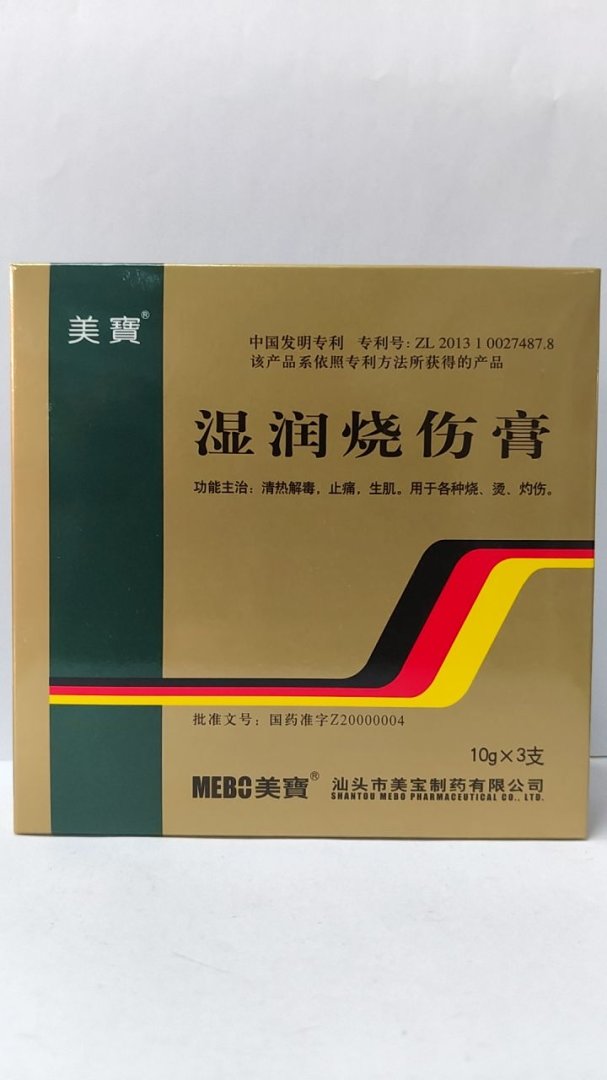 美寶®
中国发明专利 专利号：ZL 2013 1 0027487.8
该产品系依照专利方法所获得的产品
湿润烧伤膏
功能主治：清热解毒，止痛，生肌。用于各种烧、烫、灼伤。
批准文号：国药准字Z20000004
10g×3支
MEBO美寶® 汕头市美宝制药有限公司
SHANTOU MEBO PHARMACEUTICAL CO., LTD.